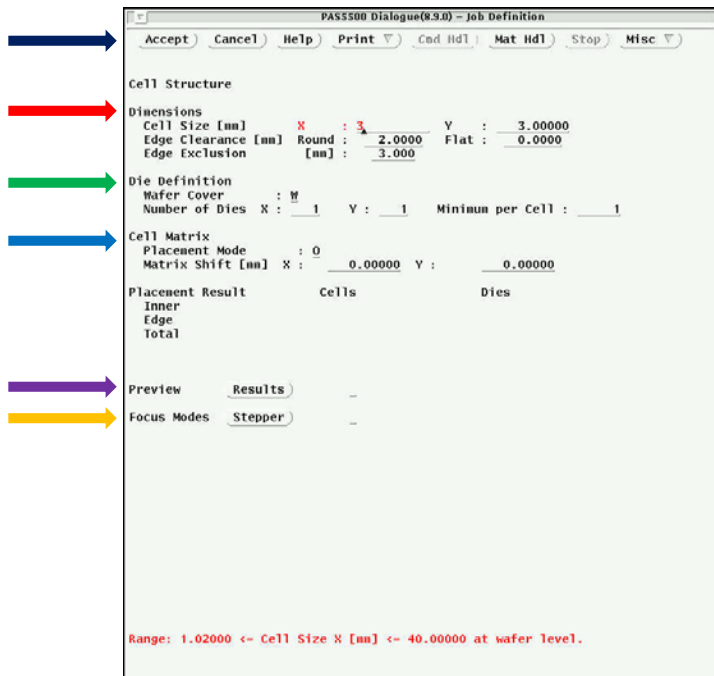 PAS5500 Dialogue(8.9.0) – Job Definition
Accept Cancel Help Print Cmd Hdl Mat Hdl Stop Misc
Cell Structure
Dimensions
Cell Size [mm] X : 3 Y : 3.00000
Edge Clearance [mm] Round : 2.0000 Flat : 0.0000
Edge Exclusion [mm] : 3.000
Die Definition
Wafer Cover : W
Number of Dies X : 1 Y : 1 Minimum per Cell : 1
Cell Matrix
Placement Mode : O
Matrix Shift [mm] X : 0.00000 Y : 0.00000
Placement Result Cells Dies
Inner
Edge
Total
Preview Results _
Focus Modes Stepper _
Range: 1.02000 <- Cell Size X [mm] <- 40.00000 at wafer level.